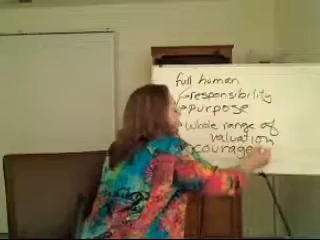 full human
responsibility
purpose
whole range of
valuation
courage